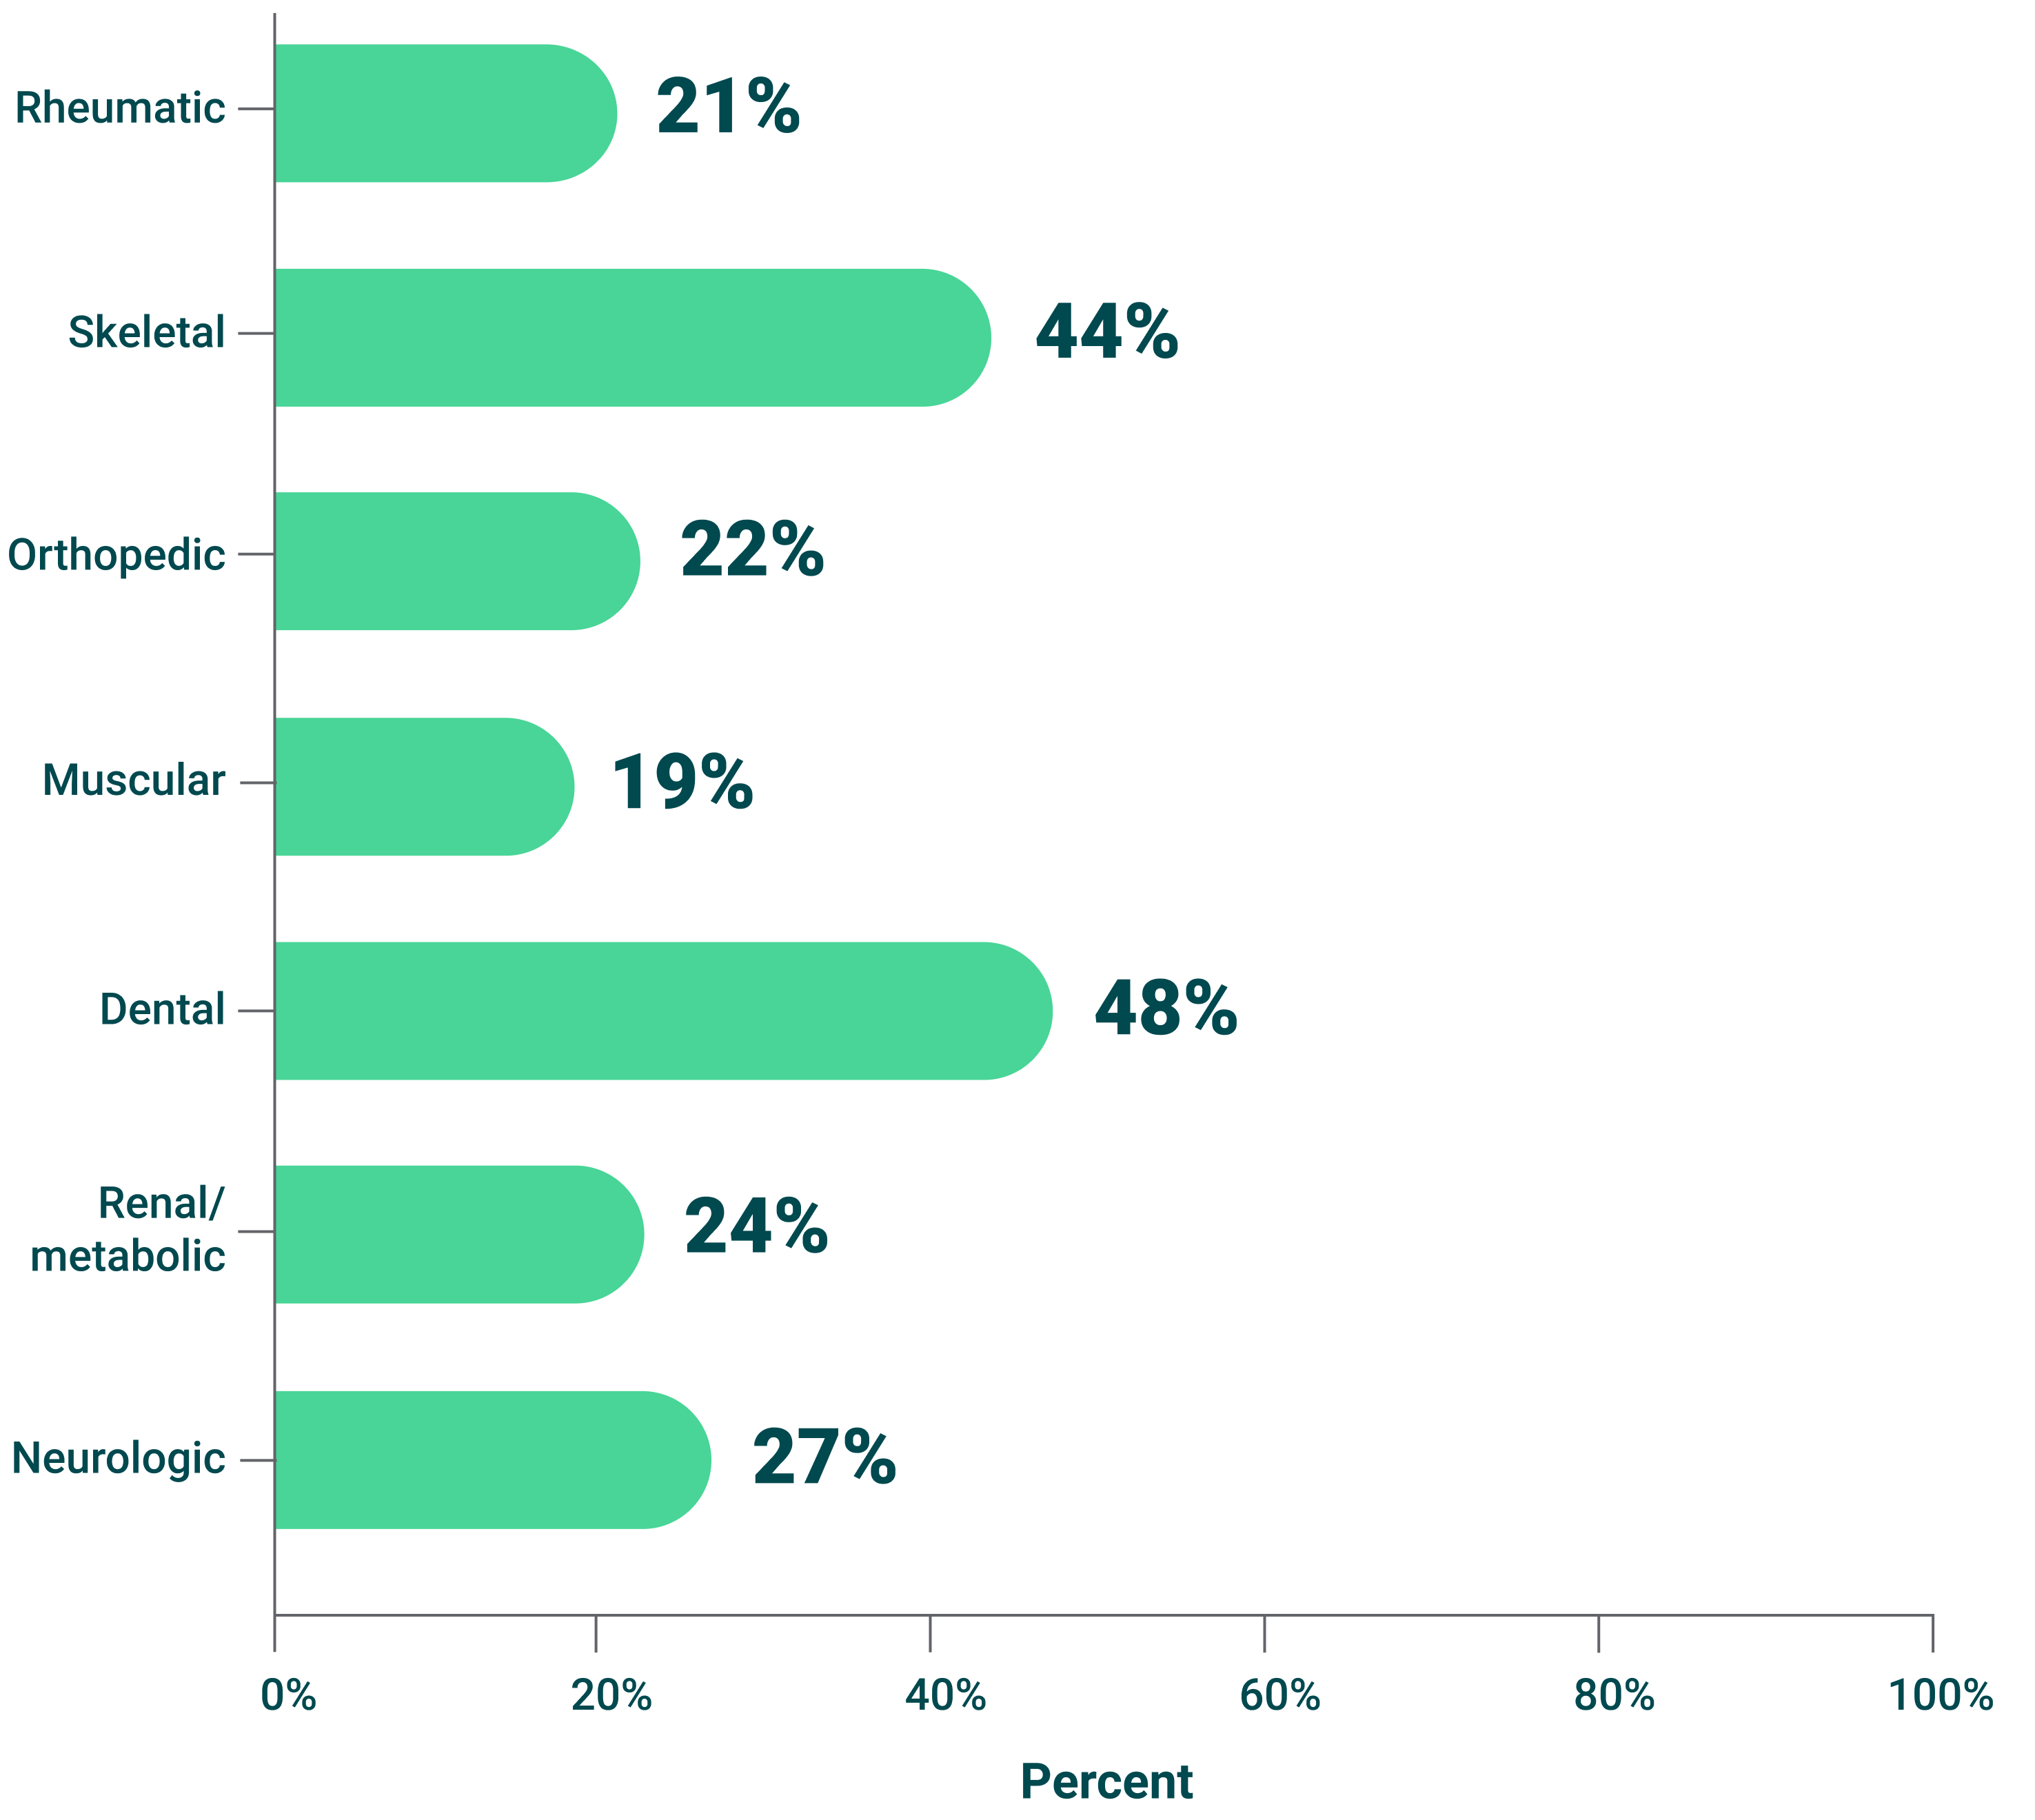 Rheumatic
21%
Skeletal
44%
Orthopedic
22%
Muscular
19%
Dental
48%
Renal/
metabolic
24%
Neurologic
27%
0% 20% 40% 60% 80% 100%
Percent